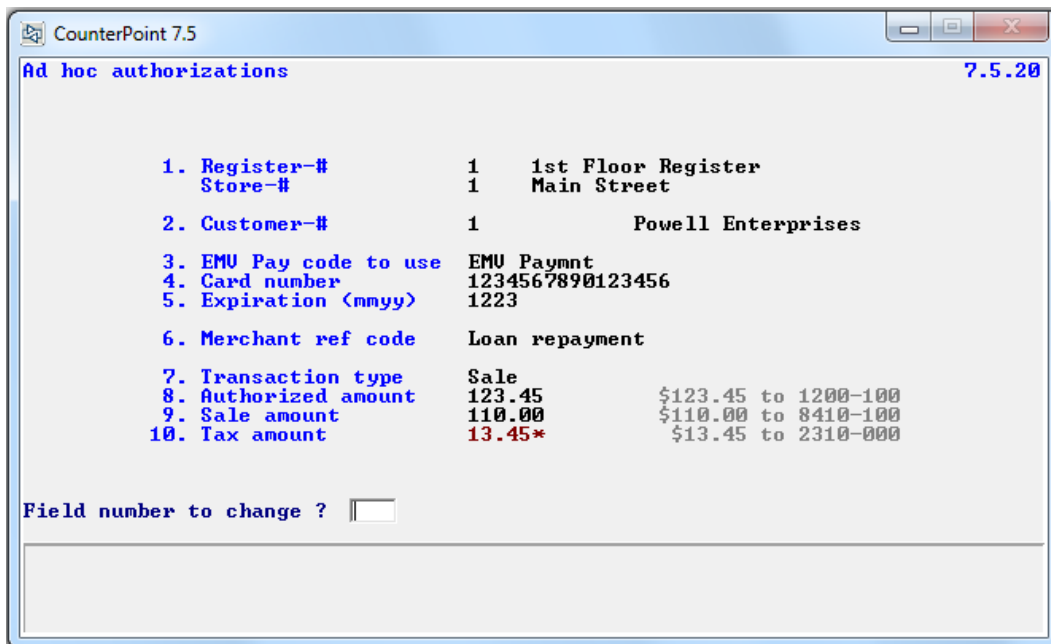 CounterPoint 7.5
Ad hoc authorizations 7.5.20
1. Register-# 1 1st Floor Register
Store-# 1 Main Street
2. Customer-# 1 Powell Enterprises
3. EMV Pay code to use EMV Paymnt
4. Card number 1234567890123456
5. Expiration (mmyy) 1223
6. Merchant ref code Loan repayment
7. Transaction type Sale
8. Authorized amount 123.45 $123.45 to 1200-100
9. Sale amount 110.00 $110.00 to 8410-100
10. Tax amount 13.45* $13.45 to 2310-000
Field number to change ?